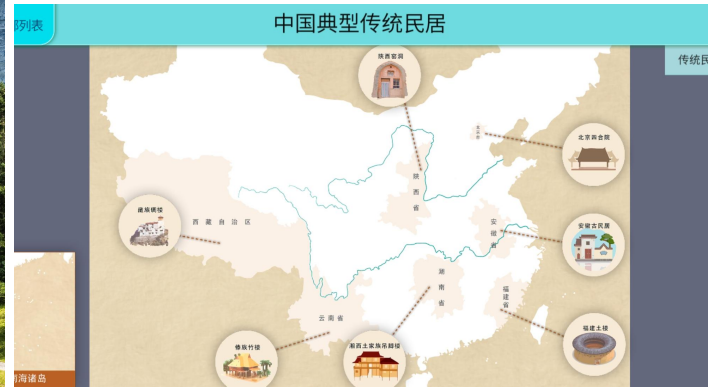 部列表
中国典型传统民居
传统民
陕西窑洞
北京市
北京四合院
陕西省
藏族碉楼
西藏自治区
安徽省
安徽古民居
湖南省
福建省
云南省
傣族竹楼
湘西土家族吊脚楼
福建土楼
南海诸岛